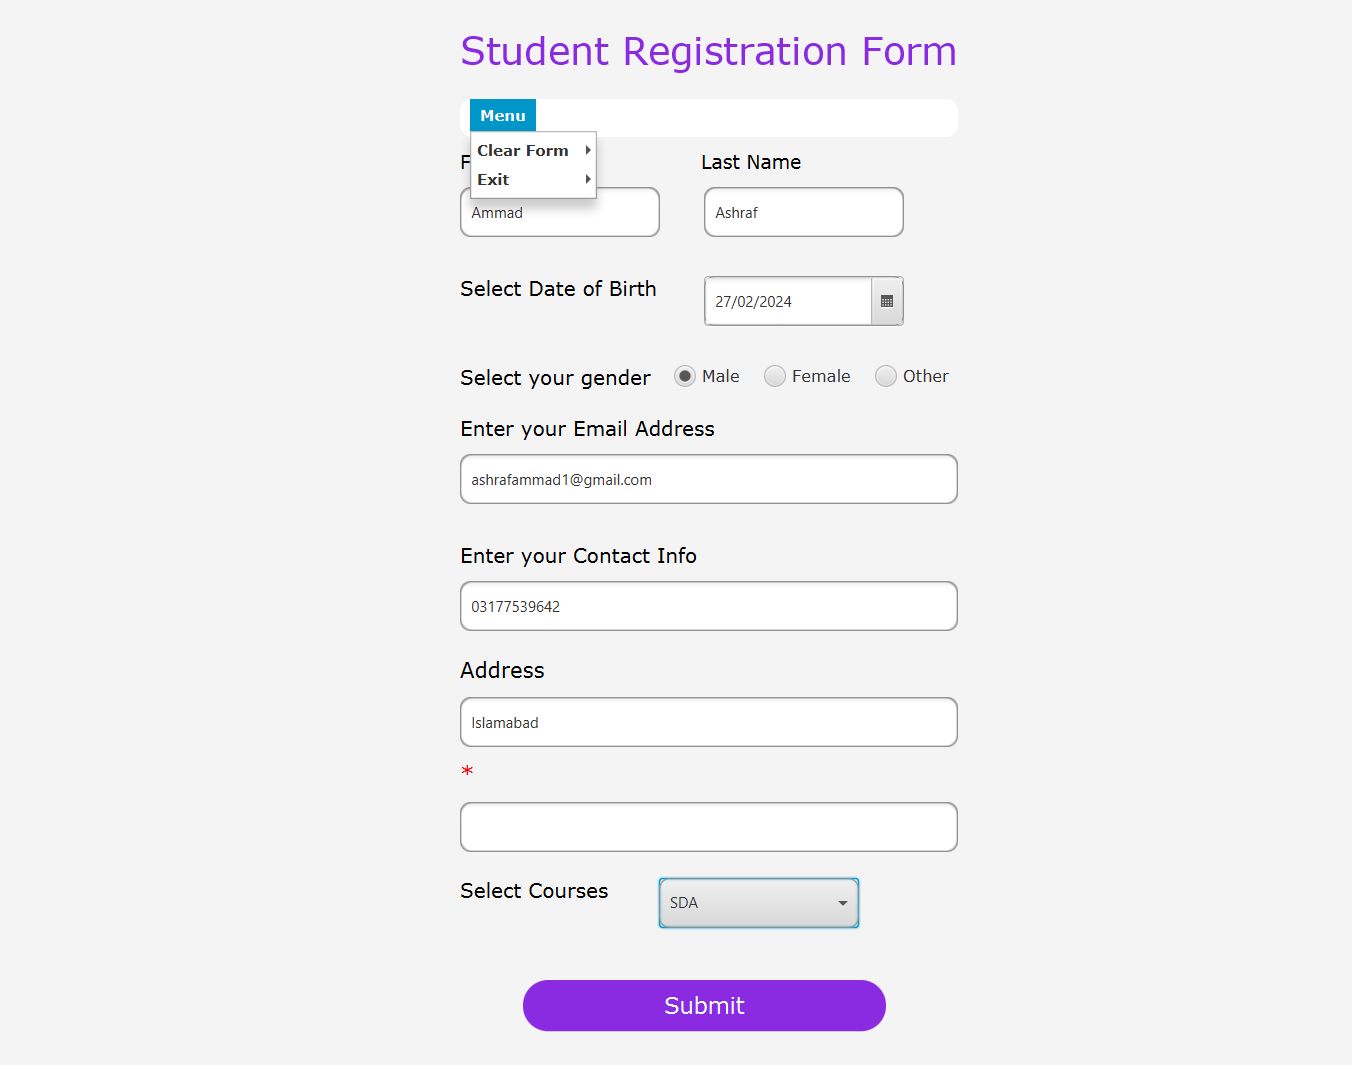 Student Registration Form
Menu
Clear Form
Exit
F
Last Name
Ammad
Ashraf
Select Date of Birth
27/02/2024
Select your gender
Male
Female
Other
Enter your Email Address
ashrafammad1@gmail.com
Enter your Contact Info
03177539642
Address
Islamabad
*
Select Courses
SDA
Submit